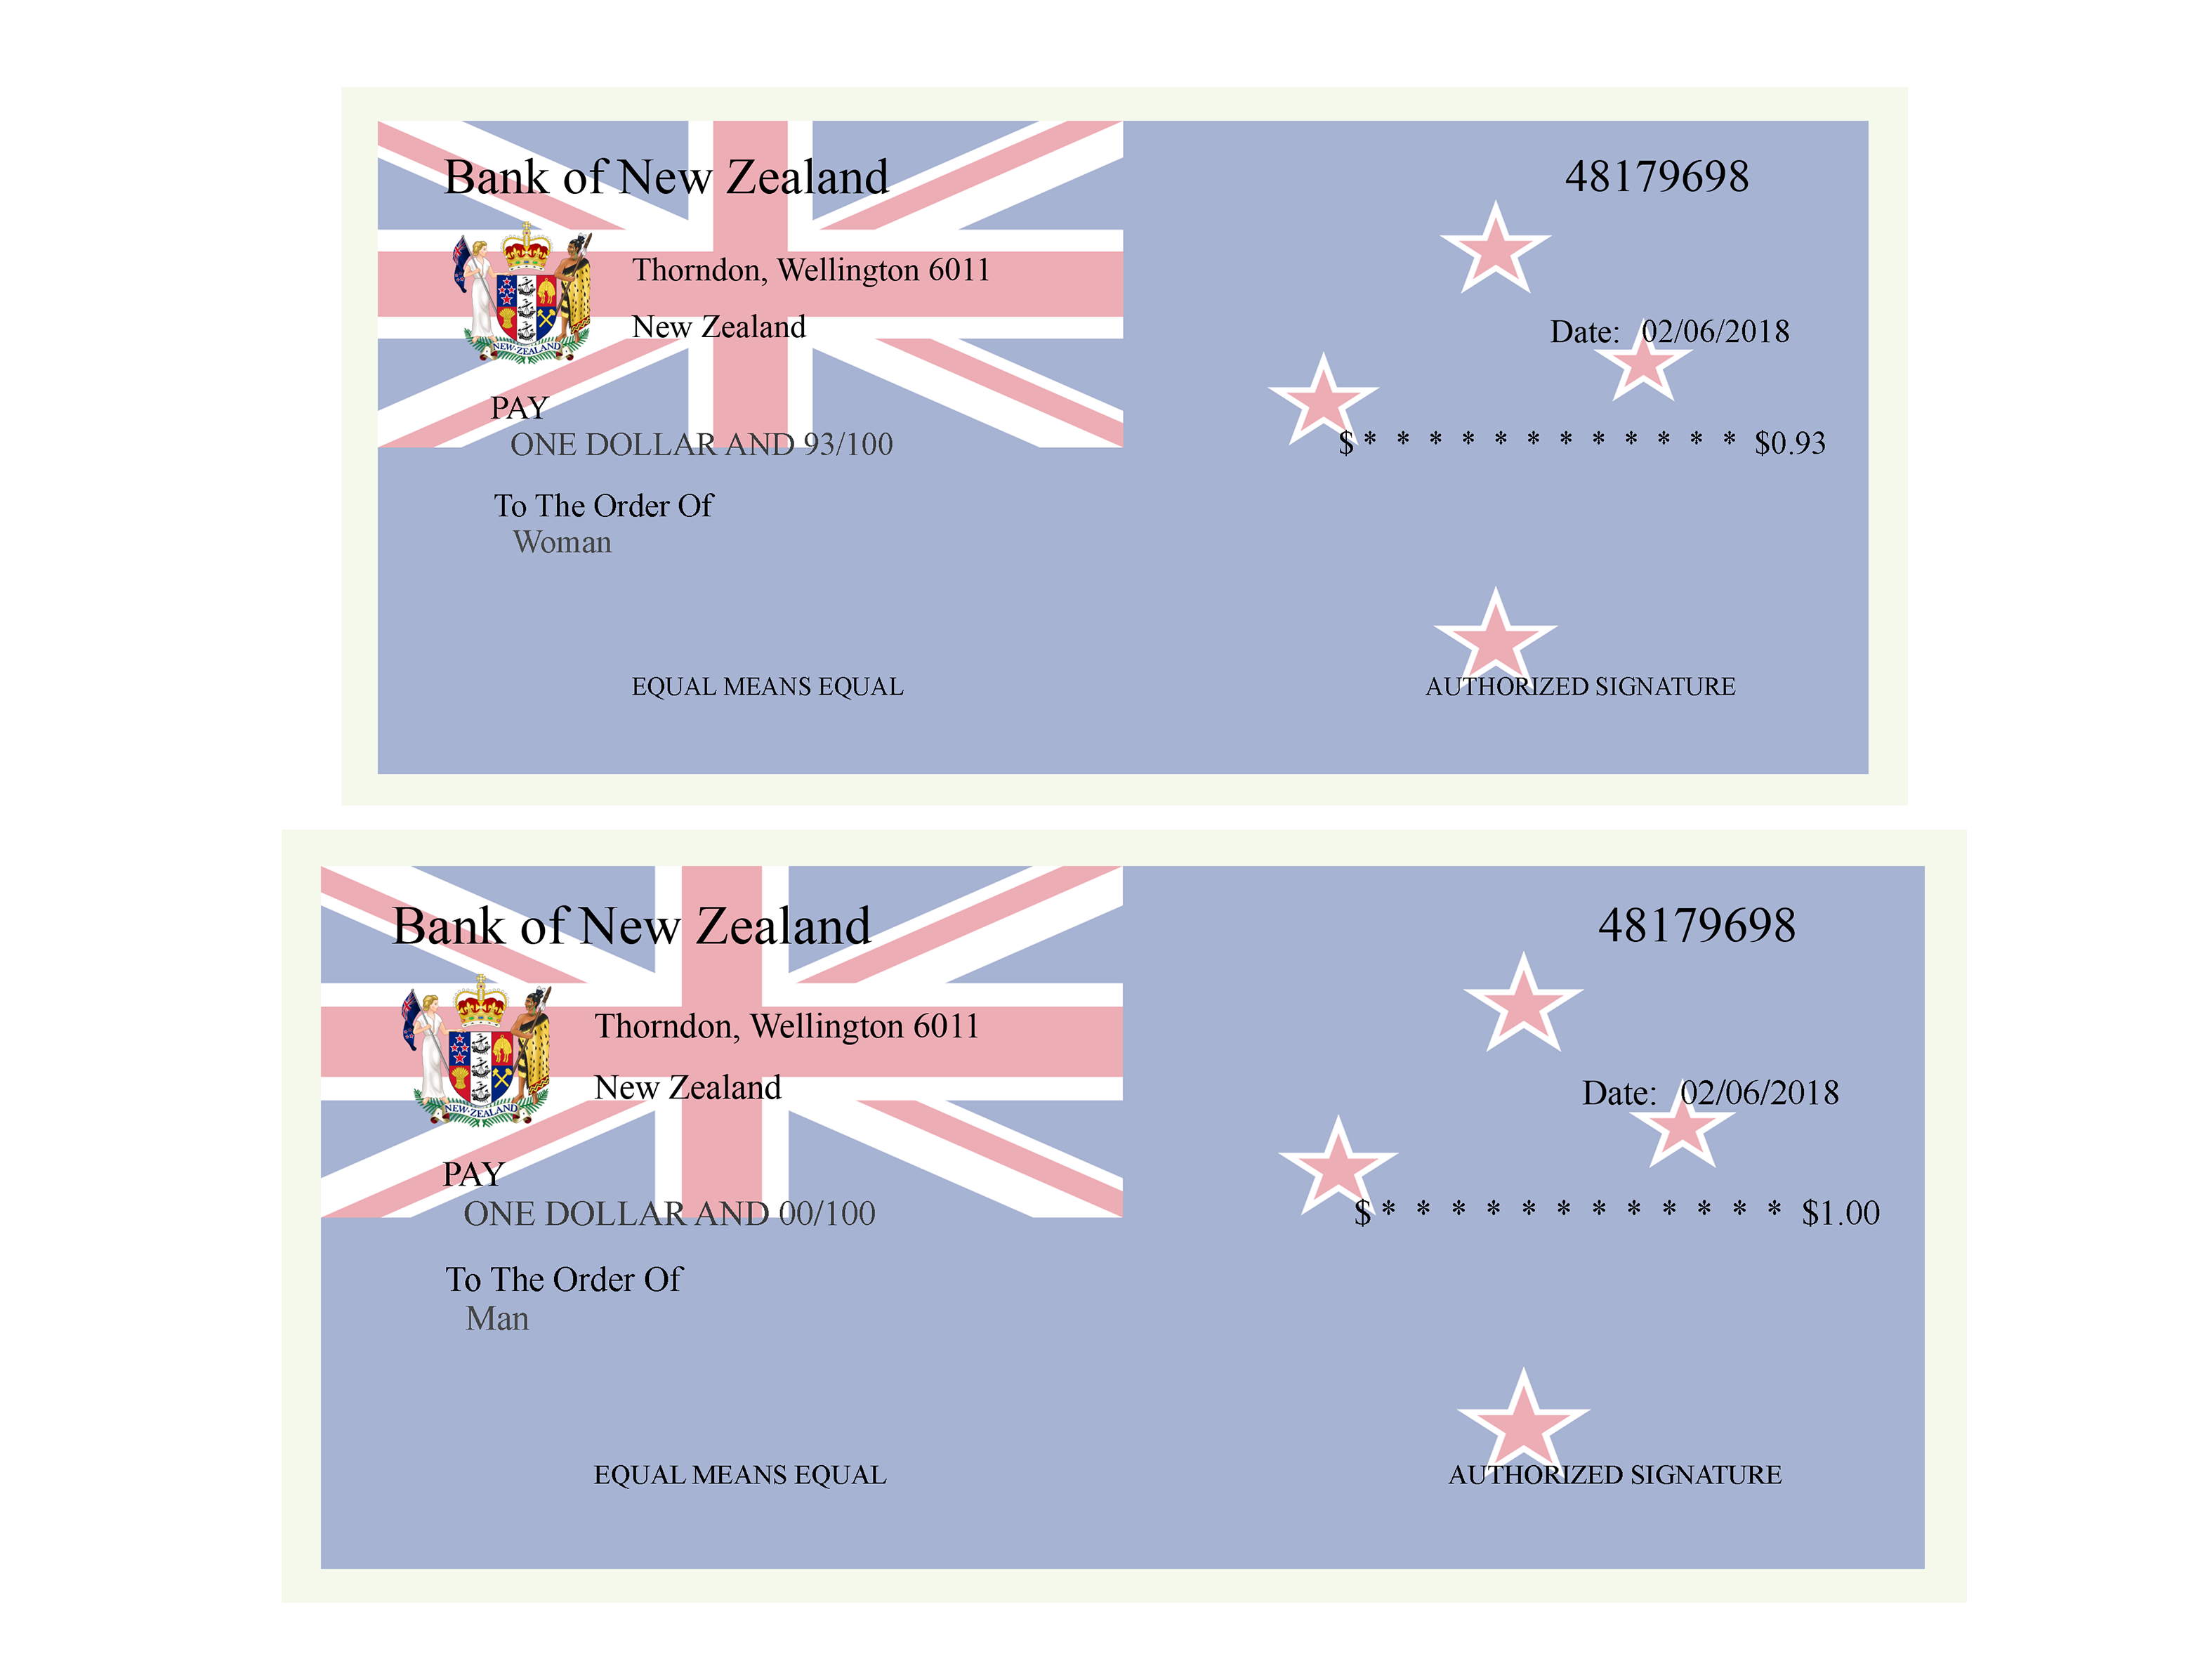 Bank of New Zealand
48179698
Thorndon, Wellington 6011
New Zealand
NEW·ZEALAND
Date: 02/06/2018
PAY
ONE DOLLAR AND 93/100
$ * * * * * * * * * * * * $0.93
To The Order Of
Woman
EQUAL MEANS EQUAL
AUTHORIZED SIGNATURE
Bank of New Zealand
48179698
Thorndon, Wellington 6011
New Zealand
NEW·ZEALAND
Date: 02/06/2018
PAY
ONE DOLLAR AND 00/100
$ * * * * * * * * * * * * $1.00
To The Order Of
Man
EQUAL MEANS EQUAL
AUTHORIZED SIGNATURE